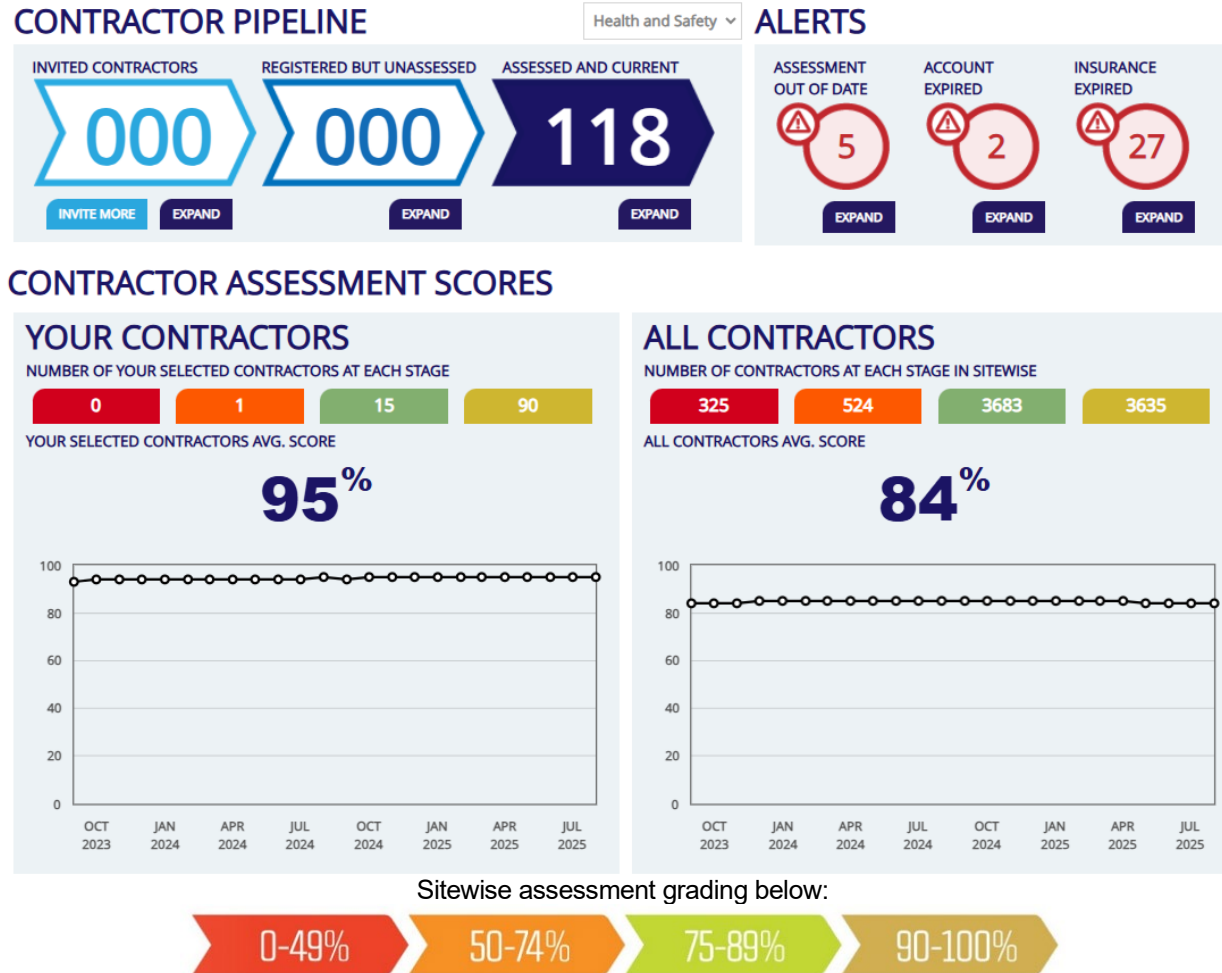 CONTRACTOR PIPELINE
Health and Safety
INVITED CONTRACTORS
000
INVITE MORE
EXPAND
REGISTERED BUT UNASSESSED
000
EXPAND
ASSESSED AND CURRENT
118
EXPAND
ALERTS
ASSESSMENT
OUT OF DATE
5
EXPAND
ACCOUNT
EXPIRED
2
EXPAND
INSURANCE
EXPIRED
27
EXPAND
CONTRACTOR ASSESSMENT SCORES
YOUR CONTRACTORS
NUMBER OF YOUR SELECTED CONTRACTORS AT EACH STAGE
0 1 15 90
YOUR SELECTED CONTRACTORS AVG. SCORE
95%
100
80
60
40
20
0
OCT JAN APR JUL OCT JAN APR JUL
2023 2024 2024 2024 2024 2025 2025 2025
ALL CONTRACTORS
NUMBER OF CONTRACTORS AT EACH STAGE IN SITEWISE
325 524 3683 3635
ALL CONTRACTORS AVG. SCORE
84%
100
80
60
40
20
0
OCT JAN APR JUL OCT JAN APR JUL
2023 2024 2024 2024 2024 2025 2025 2025
Sitewise assessment grading below:
0-49% 50-74% 75-89% 90-100%